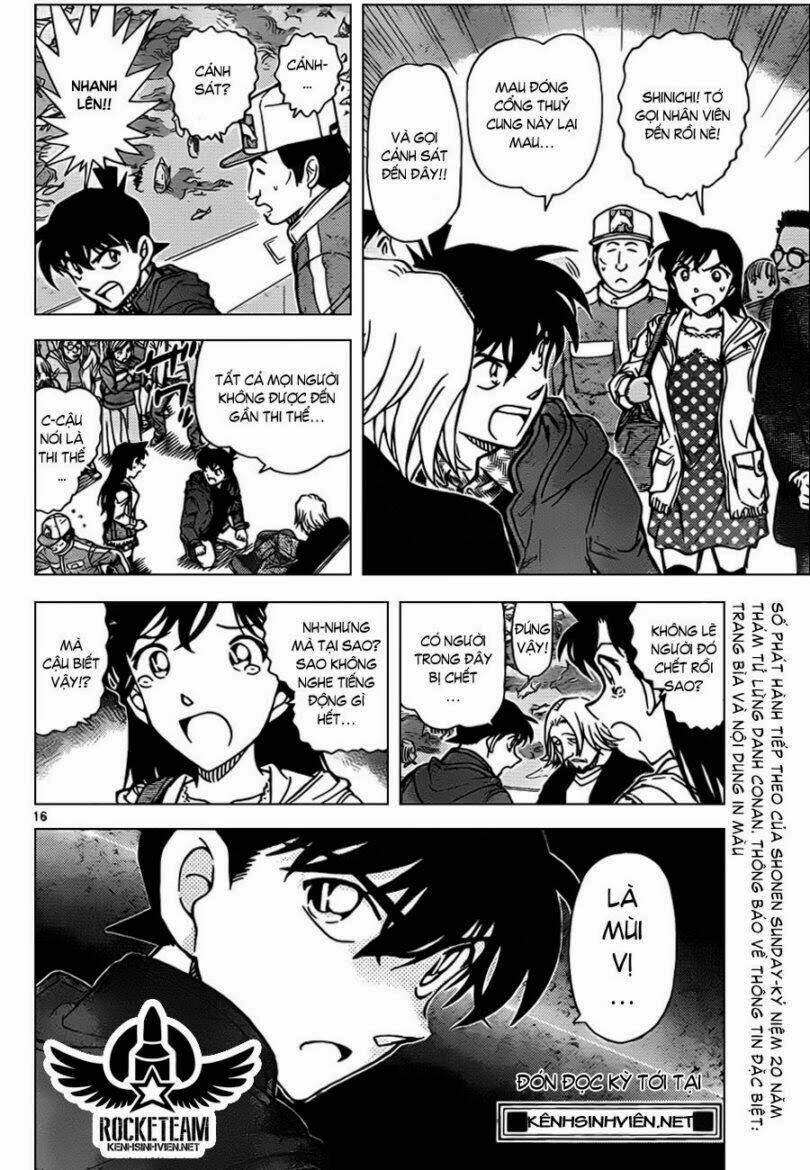 SHINICHI! TỚ
GỌI NHÂN VIÊN
ĐẾN RỒI NÈ!
MAU ĐÓNG
CỔNG THUỶ
CUNG NÀY LẠI
MAU...
VÀ GỌI
CẢNH SÁT
ĐẾN ĐÂY!!
CẢNH-
...
CẢNH
SÁT?
NHANH
LÊN!!
TẤT CẢ MỌI NGƯỜI
KHÔNG ĐƯỢC ĐẾN
GẦN THI THỂ...
C-CẬU
NÓI LÀ
THI THỂ
...
KHÔNG LẼ
NGƯỜI ĐÓ
CHẾT RỒI
SAO?
ĐÚNG
VẬY!
CÓ NGƯỜI
TRONG ĐÂY
BỊ CHẾT
...
NH-NHƯNG
MÀ TẠI SAO?
SAO KHÔNG
NGHE TIẾNG
ĐỘNG GÌ
HẾT...
MÀ
CẬU BIẾT
VẬY!?
16
LÀ
MÙI
VỊ
...
SỐ PHÁT HÀNH TIẾP THEO CỦA SHONEN SUNDAY-KỶ NIỆM 20 NĂM
THÁM TỬ LỪNG DANH CONAN. THÔNG BÁO VỀ THÔNG TIN ĐẶC BIỆT:
TRANG BÌA VÀ NỘI DUNG IN MÀU
ĐÓN ĐỌC KỲ TỚI TẠI
KÊNHSINHVIÊN.NET
ROCKETEAM
KENHSINHVIEN.NET